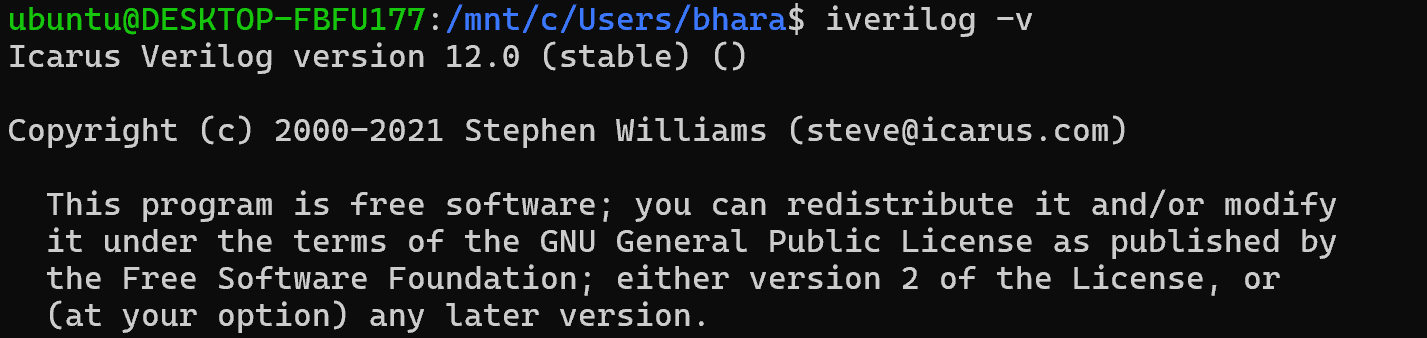 ubuntu@DESKTOP-FBFU177:/mnt/c/Users/bhara$ iverilog -v
Icarus Verilog version 12.0 (stable) ()
Copyright (c) 2000-2021 Stephen Williams (steve@icarus.com)
This program is free software; you can redistribute it and/or modify
it under the terms of the GNU General Public License as published by
the Free Software Foundation; either version 2 of the License, or
(at your option) any later version.